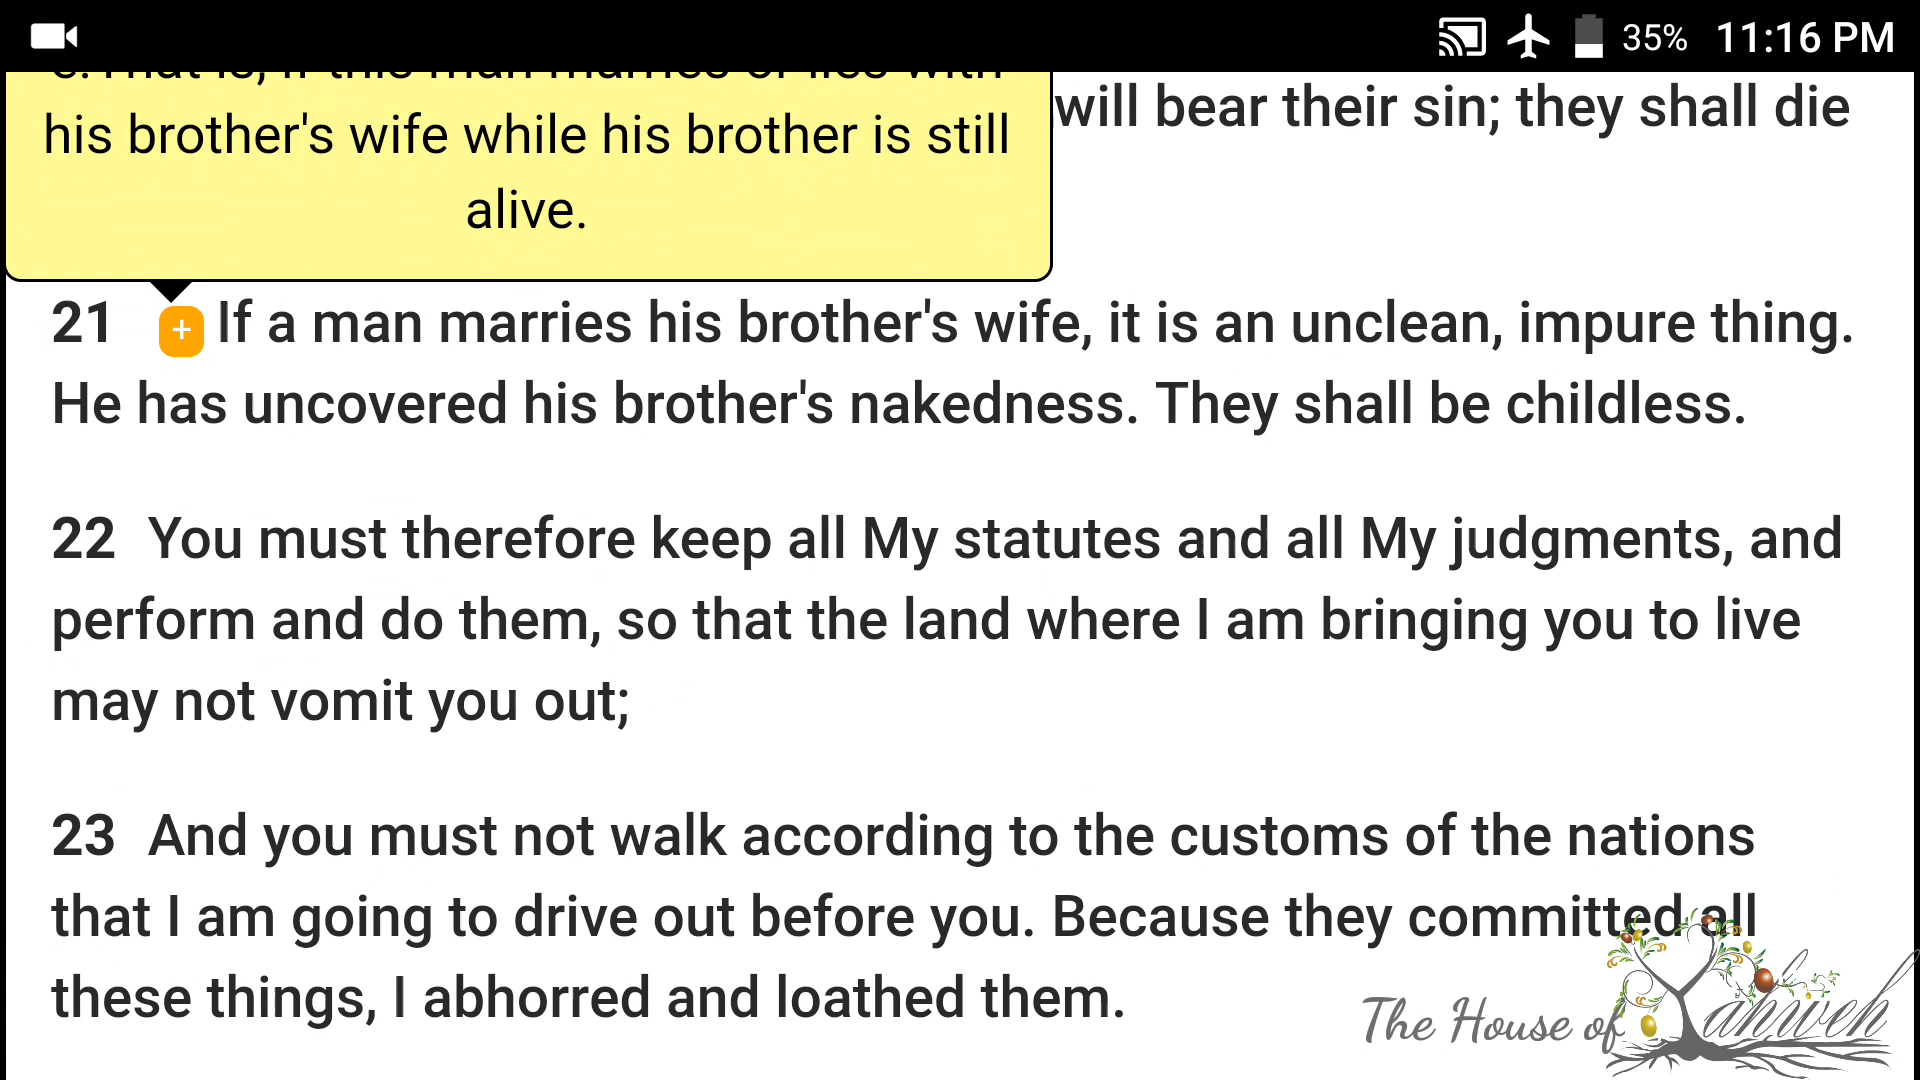 35% 11:16 PM
his brother's wife while his brother is still
alive.
will bear their sin; they shall die
21 + If a man marries his brother's wife, it is an unclean, impure thing.
He has uncovered his brother's nakedness. They shall be childless.
22 You must therefore keep all My statutes and all My judgments, and
perform and do them, so that the land where I am bringing you to live
may not vomit you out;
23 And you must not walk according to the customs of the nations
that I am going to drive out before you. Because they committed all
these things, I abhorred and loathed them.
The House of Yahweh